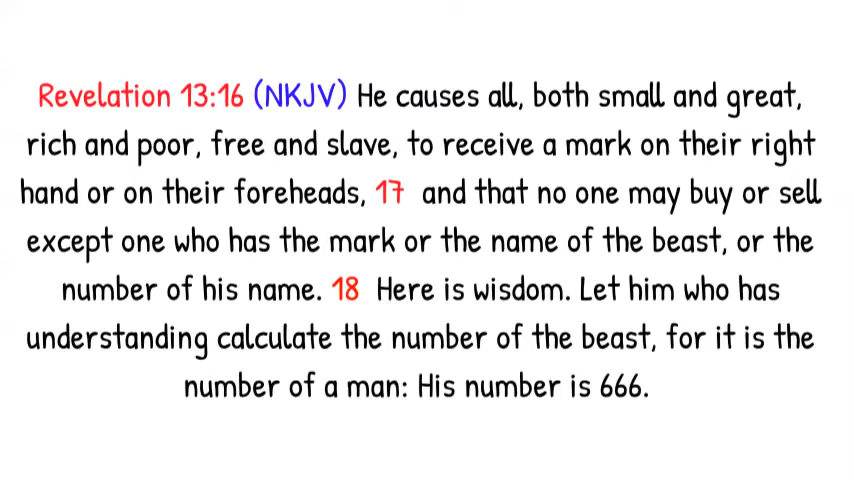 Revelation 13:16 (NKJV) He causes all, both small and great,
rich and poor, free and slave, to receive a mark on their right
hand or on their foreheads, 17 and that no one may buy or sell
except one who has the mark or the name of the beast, or the
number of his name. 18 Here is wisdom. Let him who has
understanding calculate the number of the beast, for it is the
number of a man: His number is 666.